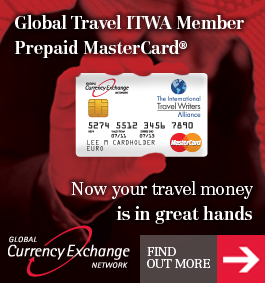 Global Travel ITWA Member
Prepaid MasterCard®
GLOBAL
Currency Exchange
NETWORK
The International
Travel Writers
Alliance
5274 5512 3456 7890
07/11 07/13
LEE M CARDHOLDER
EURO
MasterCard
Now your travel money
is in great hands
GLOBAL
Currency Exchange
NETWORK
FIND
OUT MORE